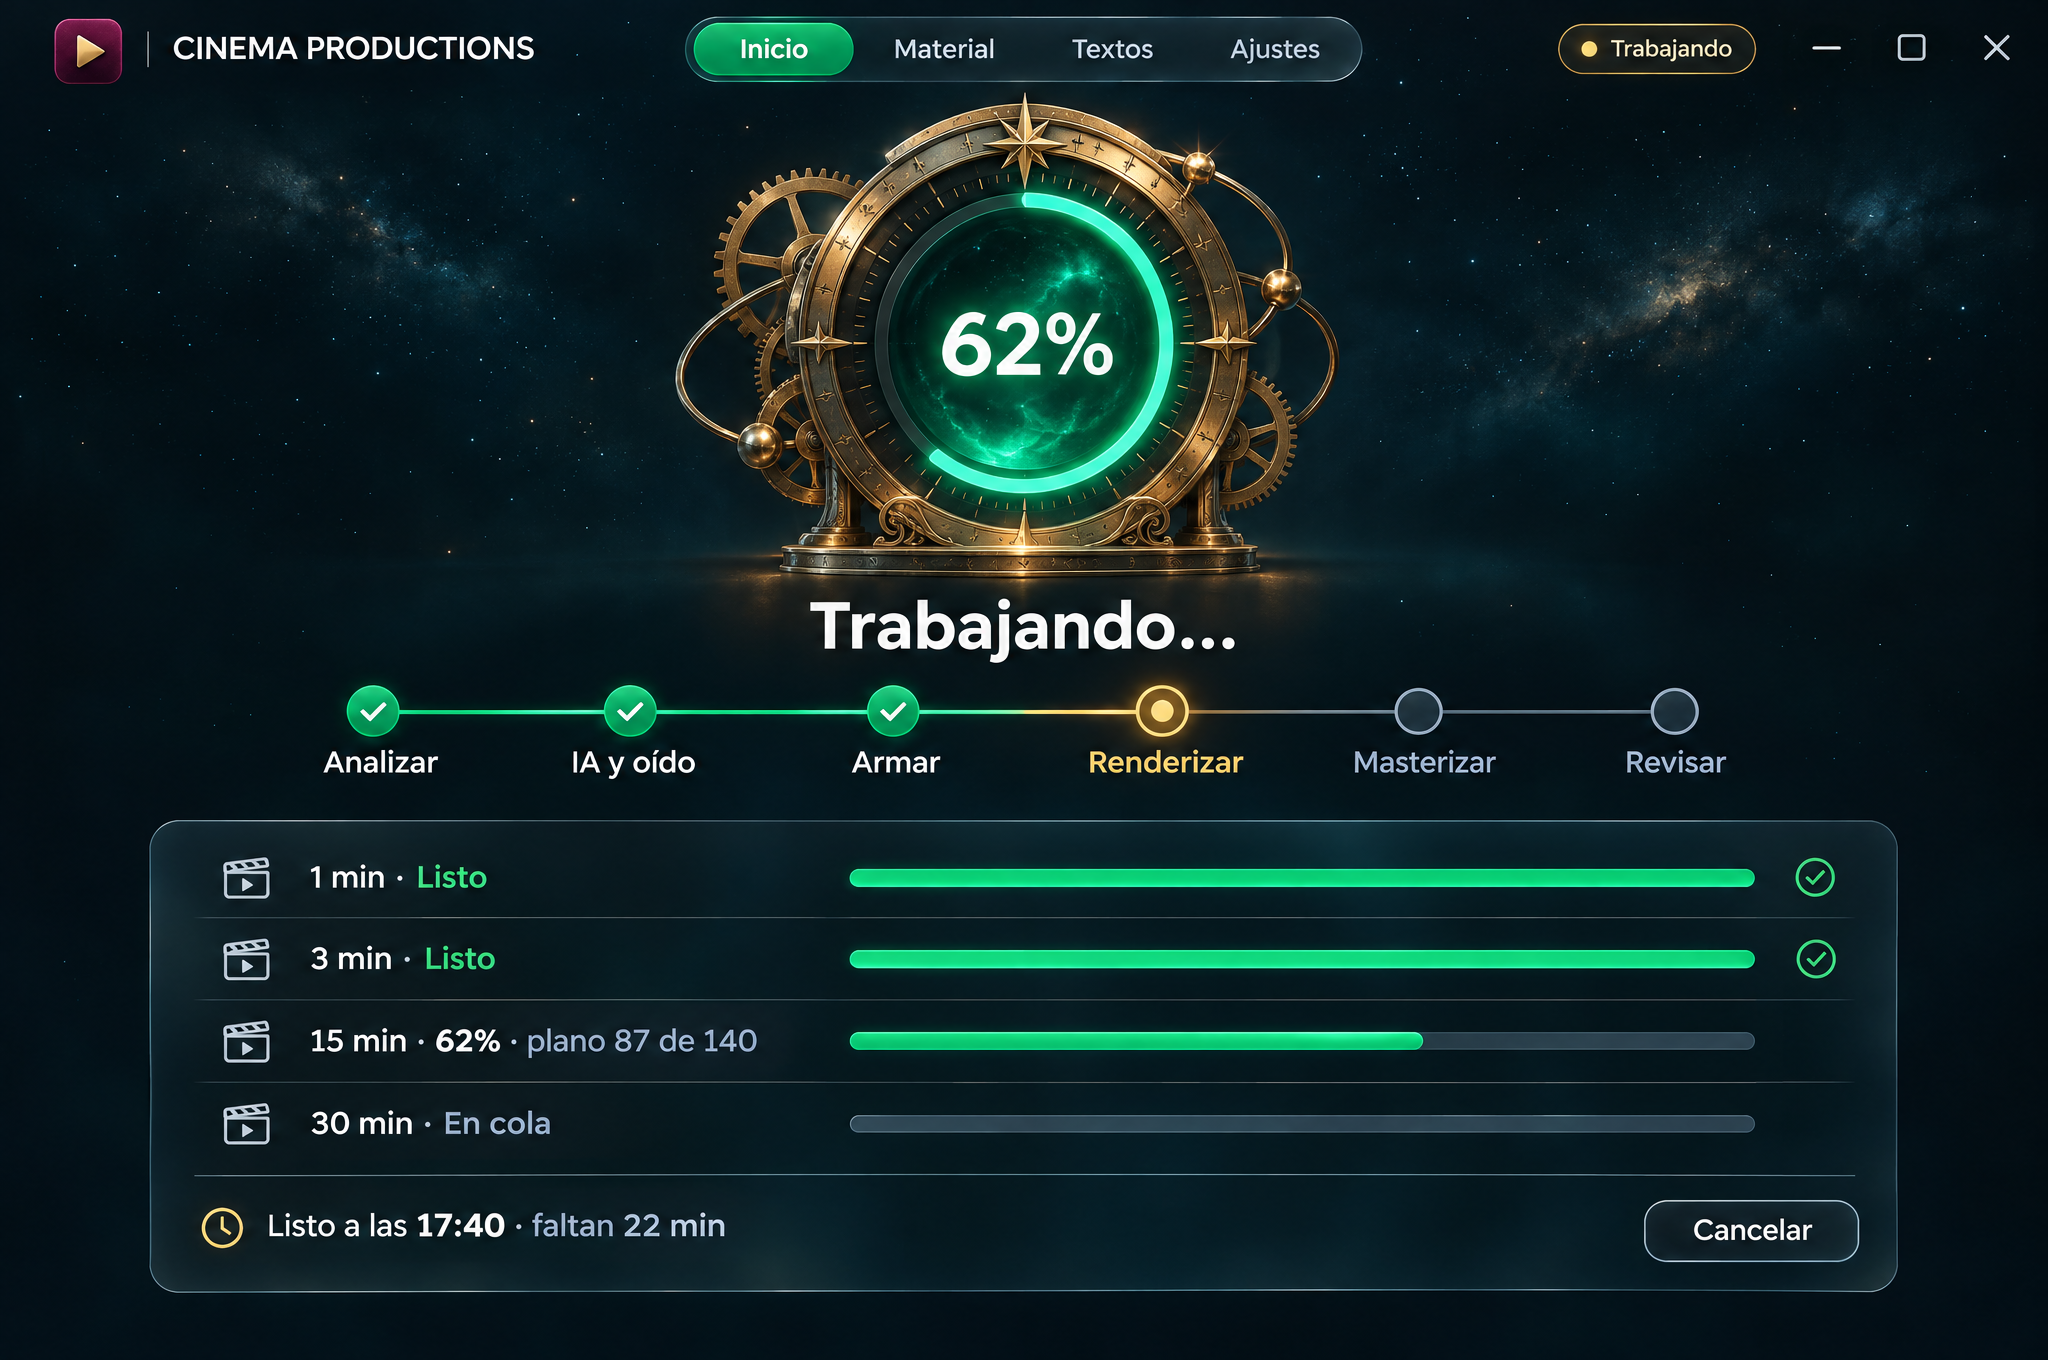 CINEMA PRODUCTIONS
Inicio
Material
Textos
Ajustes
Trabajando
62%
Trabajando...
Analizar
IA y oído
Armar
Renderizar
Masterizar
Revisar
1 min · Listo
3 min · Listo
15 min · 62% · plano 87 de 140
30 min · En cola
Listo a las 17:40 · faltan 22 min
Cancelar